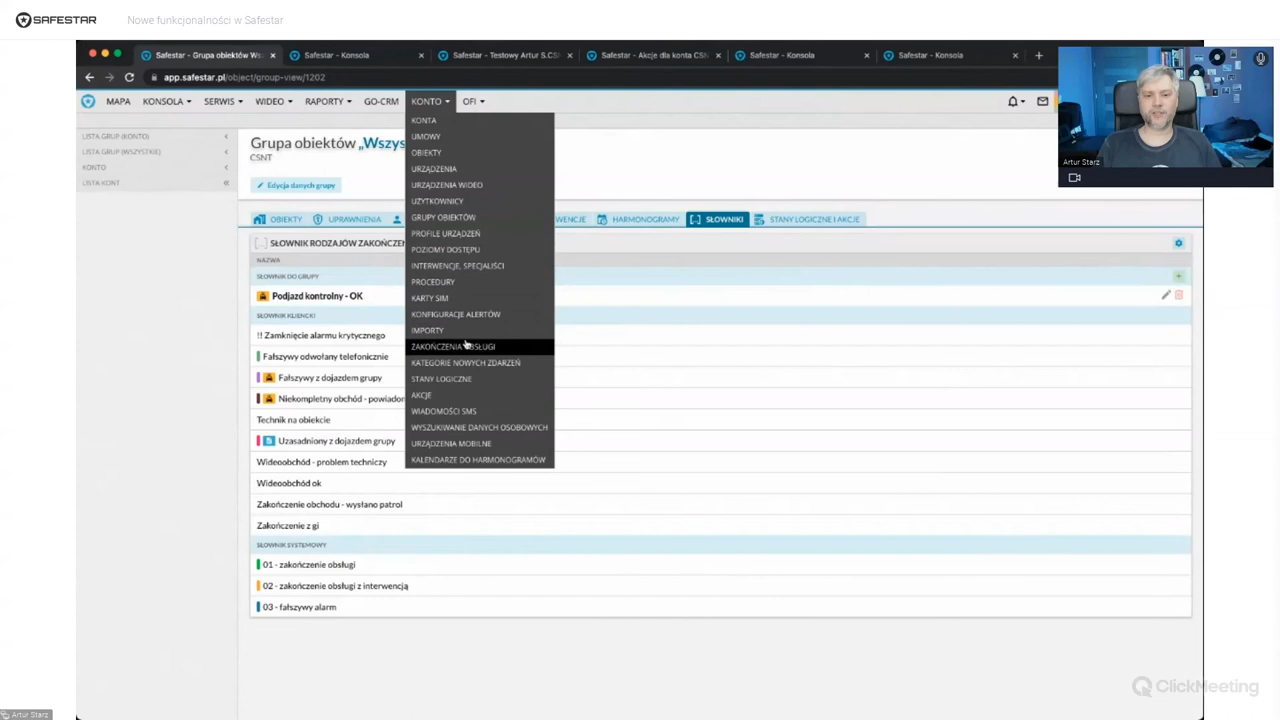 SAFESTAR
Nowe funkcjonalności w Safestar
Safestar - Grupa obiektów Ws
Safestar - Konsola
Safestar - Testowy Artur S.CSN
Safestar - Akcje dla konta CSN
Safestar - Konsola
Safestar - Konsola
app.safestar.pl/object/group-view/1202
MAPA
KONSOLA
SERWIS
WIDEO
RAPORTY
GO-CRM
KONTO
OFI
LISTA GRUP (KONTO)
LISTA GRUP (WSZYSTKIE)
KONTO
LISTA KONT
Grupa obiektów „Wszys
CSNT
Edycja danych grupy
OBIEKTY
UPRAWNIENIA
WENCJE
HARMONOGRAMY
SŁOWNIKI
STANY LOGICZNE I AKCJE
KONTA
UMOWY
OBIEKTY
URZĄDZENIA
URZĄDZENIA WIDEO
UŻYTKOWNICY
GRUPY OBIEKTÓW
PROFILE URZĄDZEŃ
POZIOMY DOSTĘPU
INTERWENCJE, SPECJALIŚCI
PROCEDURY
KARTY SIM
KONFIGURACJE ALERTÓW
IMPORTY
ZAKOŃCZENIA OBSŁUGI
KATEGORIE NOWYCH ZDARZEŃ
STANY LOGICZNE
AKCJE
WIADOMOŚCI SMS
WYSZUKIWANIE DANYCH OSOBOWYCH
URZĄDZENIA MOBILNE
KALENDARZE DO HARMONOGRAMÓW
SŁOWNIK RODZAJÓW ZAKOŃCZEŃ
NAZWA
SŁOWNIK DO GRUPY
Podjazd kontrolny - OK
SŁOWNIK KLIENCKI
!! Zamknięcie alarmu krytycznego
Fałszywy odwołany telefonicznie
Fałszywy z dojazdem grupy
Niekompletny obchód - powiadom
Technik na obiekcie
Uzasadniony z dojazdem grupy
Wideoobchód - problem techniczy
Wideoobchód ok
Zakończenie obchodu - wysłano patrol
Zakończenie z gi
SŁOWNIK SYSTEMOWY
01 - zakończenie obsługi
02 - zakończenie obsługi z interwencją
03 - fałszywy alarm
Artur Starz
ClickMeeting
Artur Starz